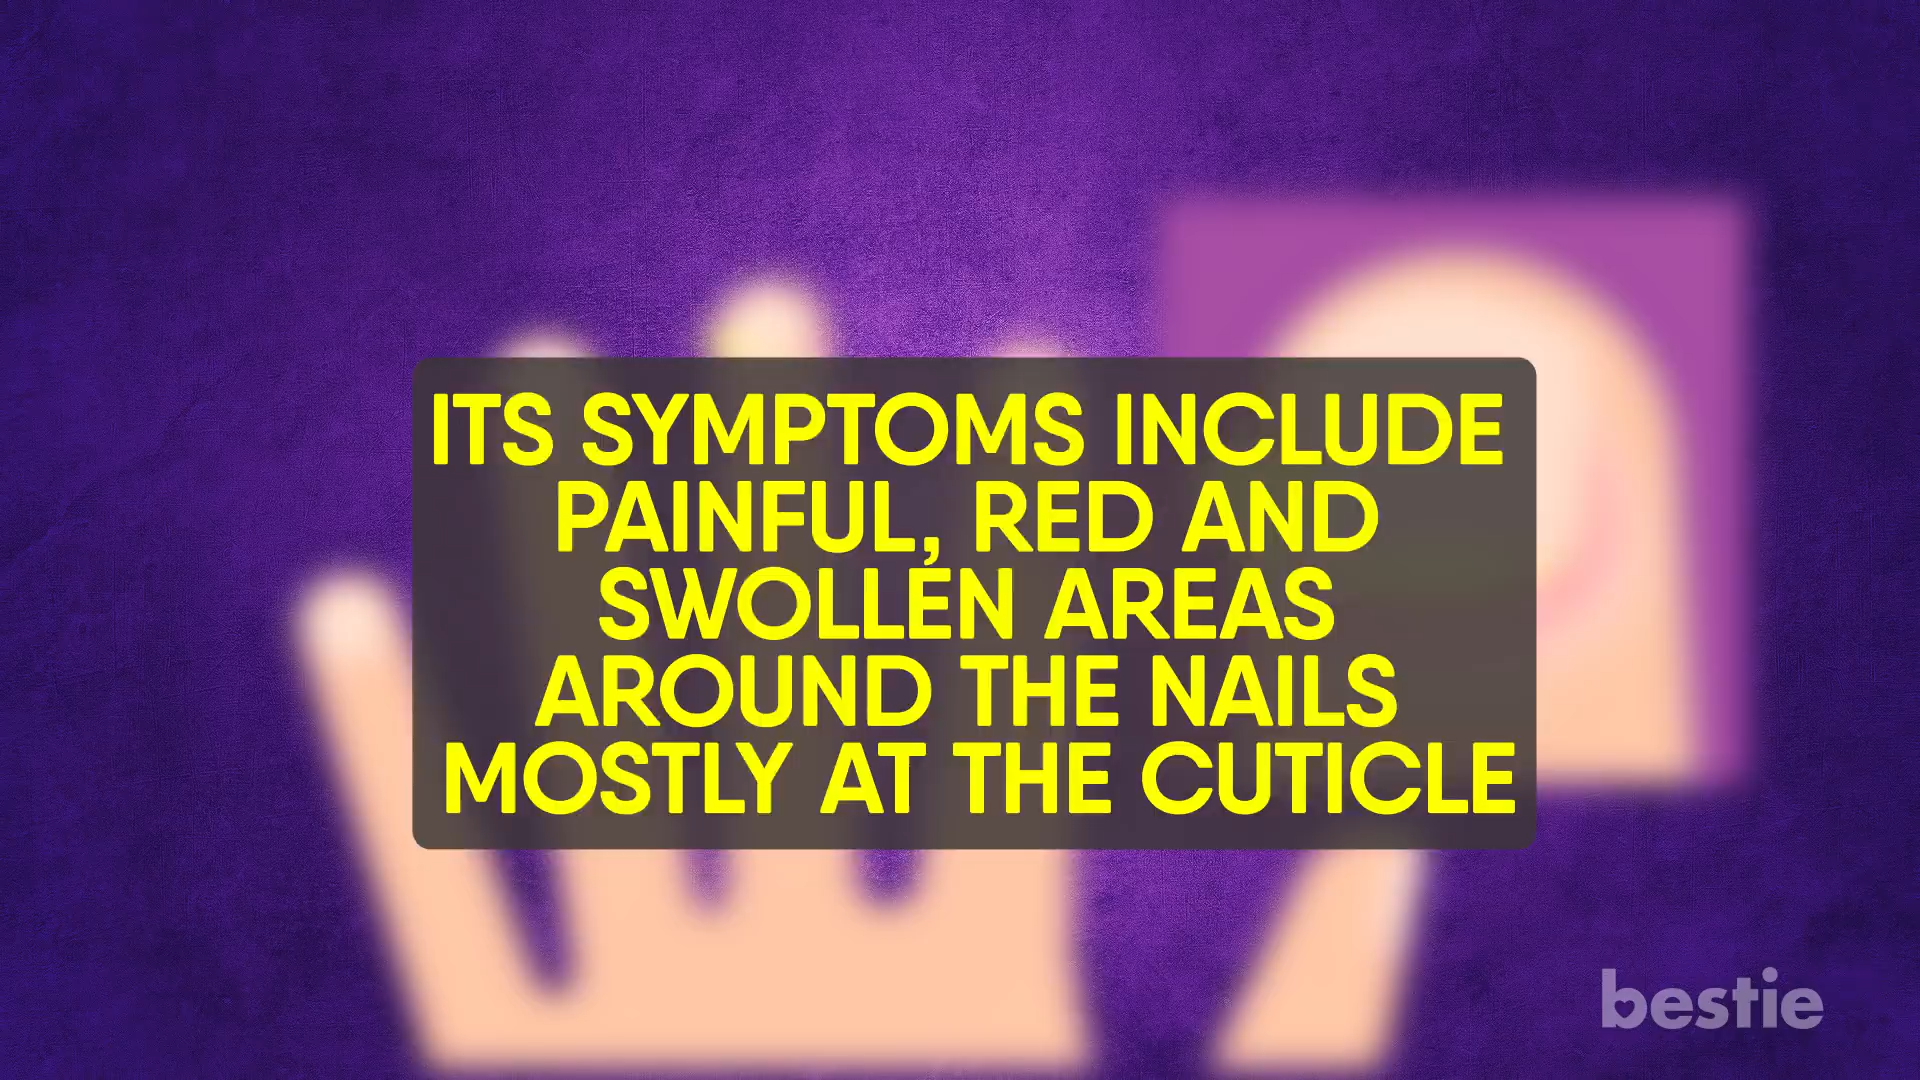 ITS SYMPTOMS INCLUDE
PAINFUL, RED AND
SWOLLEN AREAS
AROUND THE NAILS
MOSTLY AT THE CUTICLE
bestie